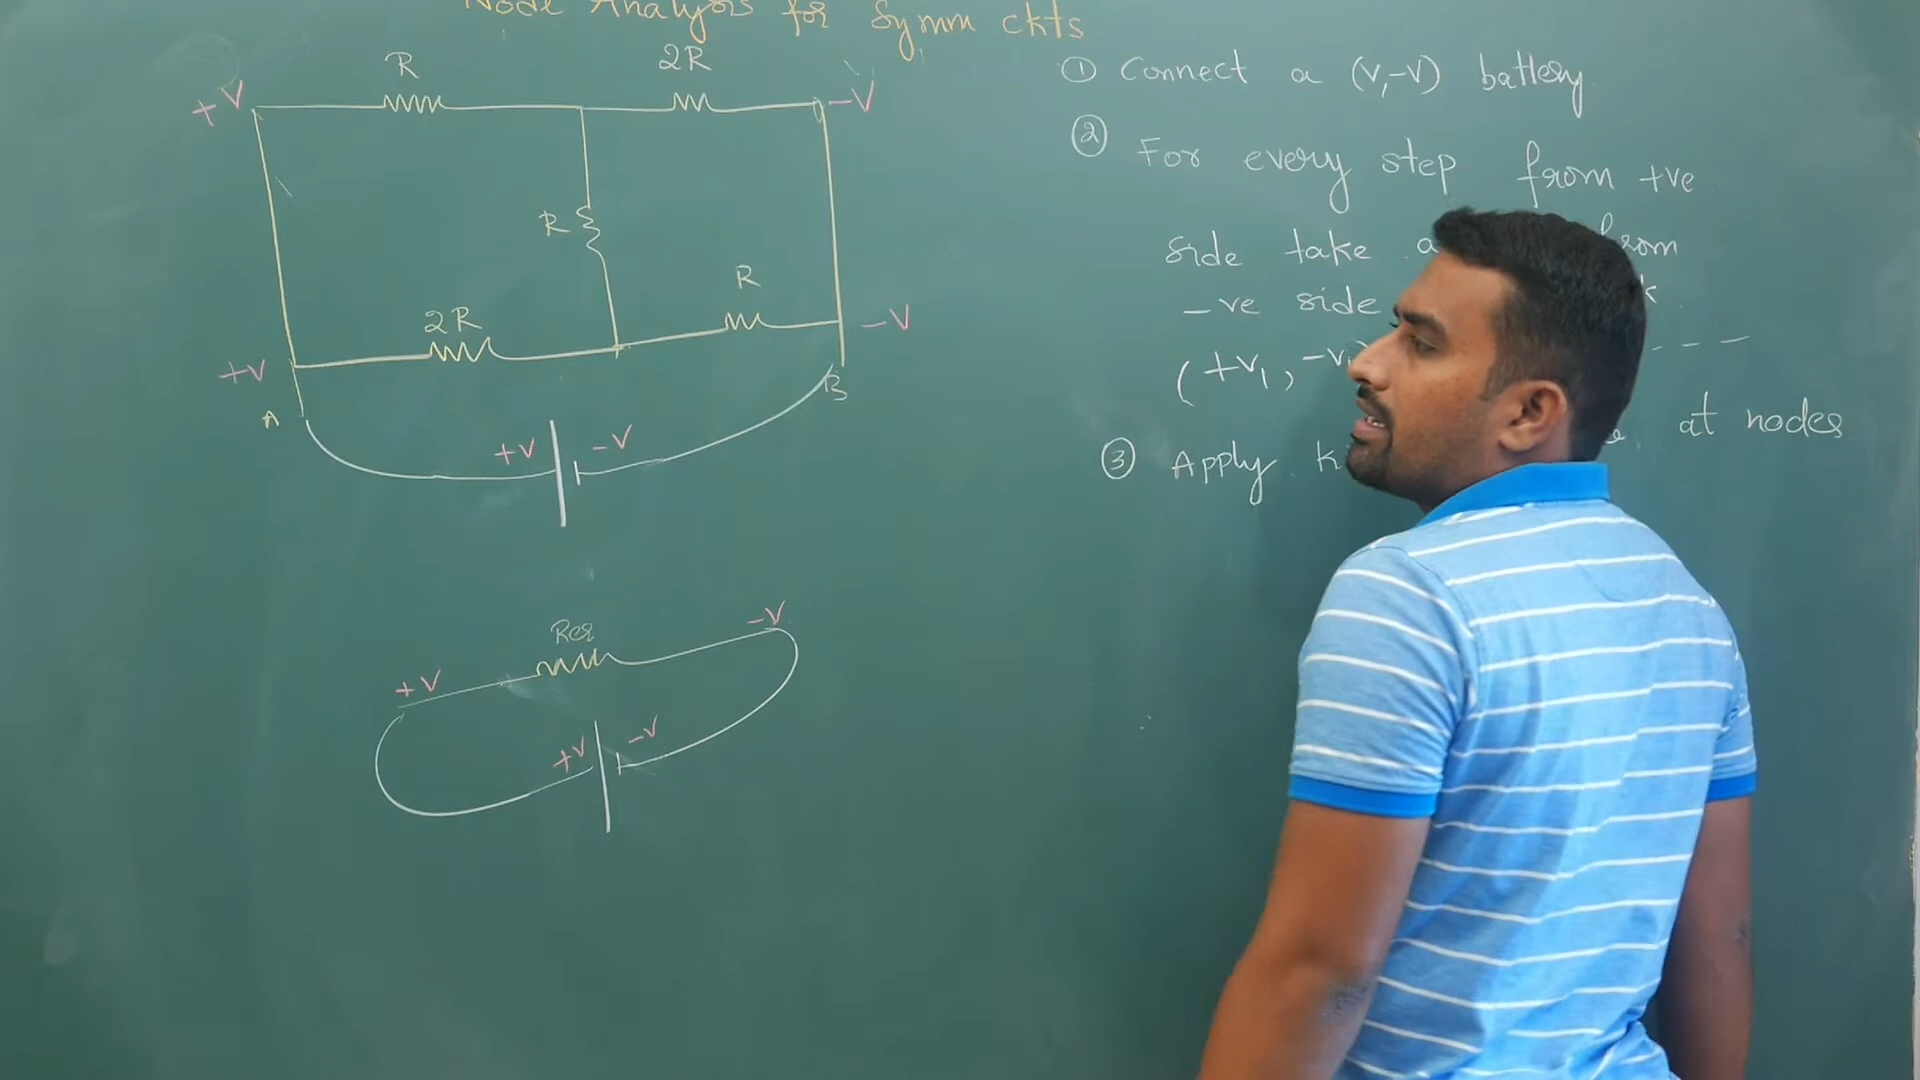 Node Analysis for Symm ckts
R
2R
+V
-V
R
R
2R
-V
+V
A
B
+V
-V
Req
-V
+V
+V
-V
① Connect a (V,-V) battery
② For every step from +ve
side take a from
-ve side
(+V₁, -V₁ ---
③ Apply K at nodes